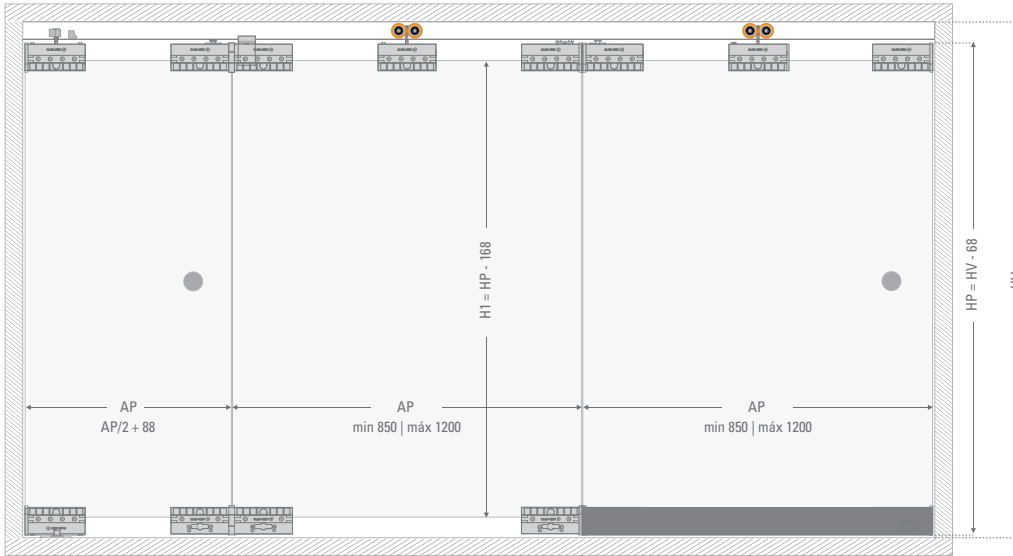 H1 = HP - 168
HP = HV - 68
AP
AP/2 + 88
AP
min 850 | máx 1200
AP
min 850 | máx 1200